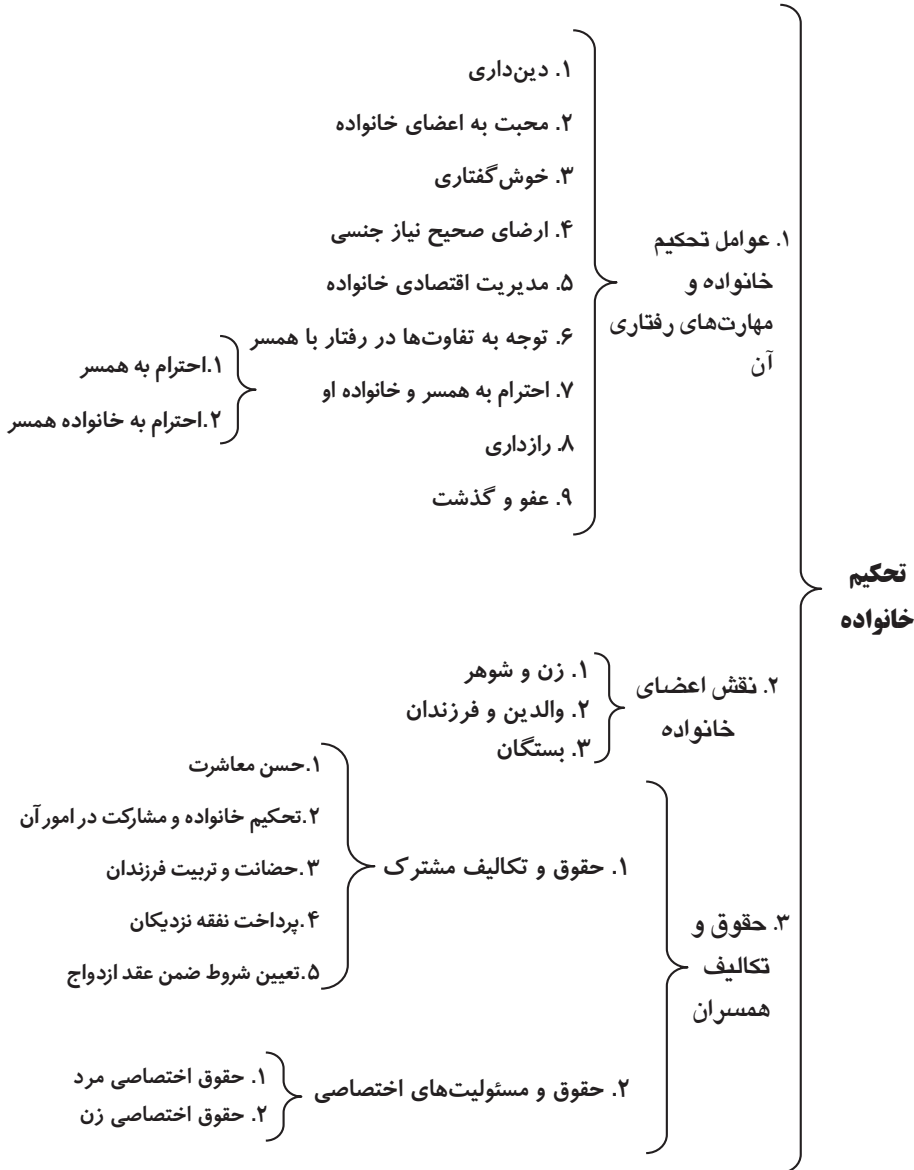 تحکیم
خانواده
۱. عوامل تحکیم
خانواده و
مهارت‌های رفتاری
آن
۱. دین‌داری
۲. محبت به اعضای خانواده
۳. خوش‌گفتاری
۴. ارضای صحیح نیاز جنسی
۵. مدیریت اقتصادی خانواده
۶. توجه به تفاوت‌ها در رفتار با همسر
۷. احترام به همسر و خانواده او
۱.احترام به همسر
۲.احترام به خانواده همسر
۸. رازداری
۹. عفو و گذشت
۲. نقش اعضای
خانواده
۱. زن و شوهر
۲. والدین و فرزندان
۳. بستگان
۳. حقوق و
تکالیف
همسران
۱. حقوق و تکالیف مشترک
۱.حسن معاشرت
۲.تحکیم خانواده و مشارکت در امور آن
۳.حضانت و تربیت فرزندان
۴.پرداخت نفقه نزدیکان
۵.تعیین شروط ضمن عقد ازدواج
۲. حقوق و مسئولیت‌های اختصاصی
۱. حقوق اختصاصی مرد
۲. حقوق اختصاصی زن